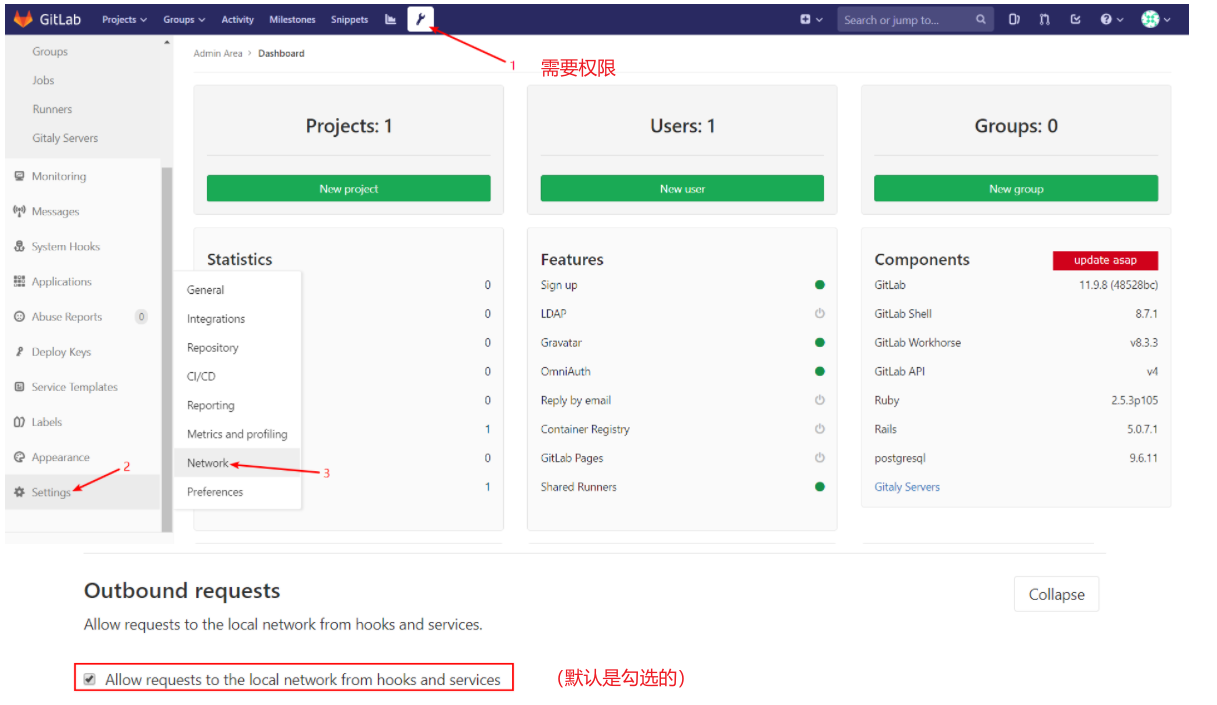 GitLab Projects Groups Activity Milestones Snippets Search or jump to...
Groups
Jobs
Runners
Gitaly Servers
Monitoring
Messages
System Hooks
Applications
Abuse Reports 0
Deploy Keys
Service Templates
Labels
Appearance
Settings
Admin Area > Dashboard
1 需要权限
Projects: 1
New project
Users: 1
New user
Groups: 0
New group
Statistics
0
0
0
0
0
1
0
1
General
Integrations
Repository
CI/CD
Reporting
Metrics and profiling
Network
Preferences
2
3
Features
Sign up
LDAP
Gravatar
OmniAuth
Reply by email
Container Registry
GitLab Pages
Shared Runners
Components update asap
GitLab 11.9.8 (48528bc)
GitLab Shell 8.7.1
GitLab Workhorse v8.3.3
GitLab API v4
Ruby 2.5.3p105
Rails 5.0.7.1
postgresql 9.6.11
Gitaly Servers
Outbound requests
Collapse
Allow requests to the local network from hooks and services.
Allow requests to the local network from hooks and services (默认是勾选的)